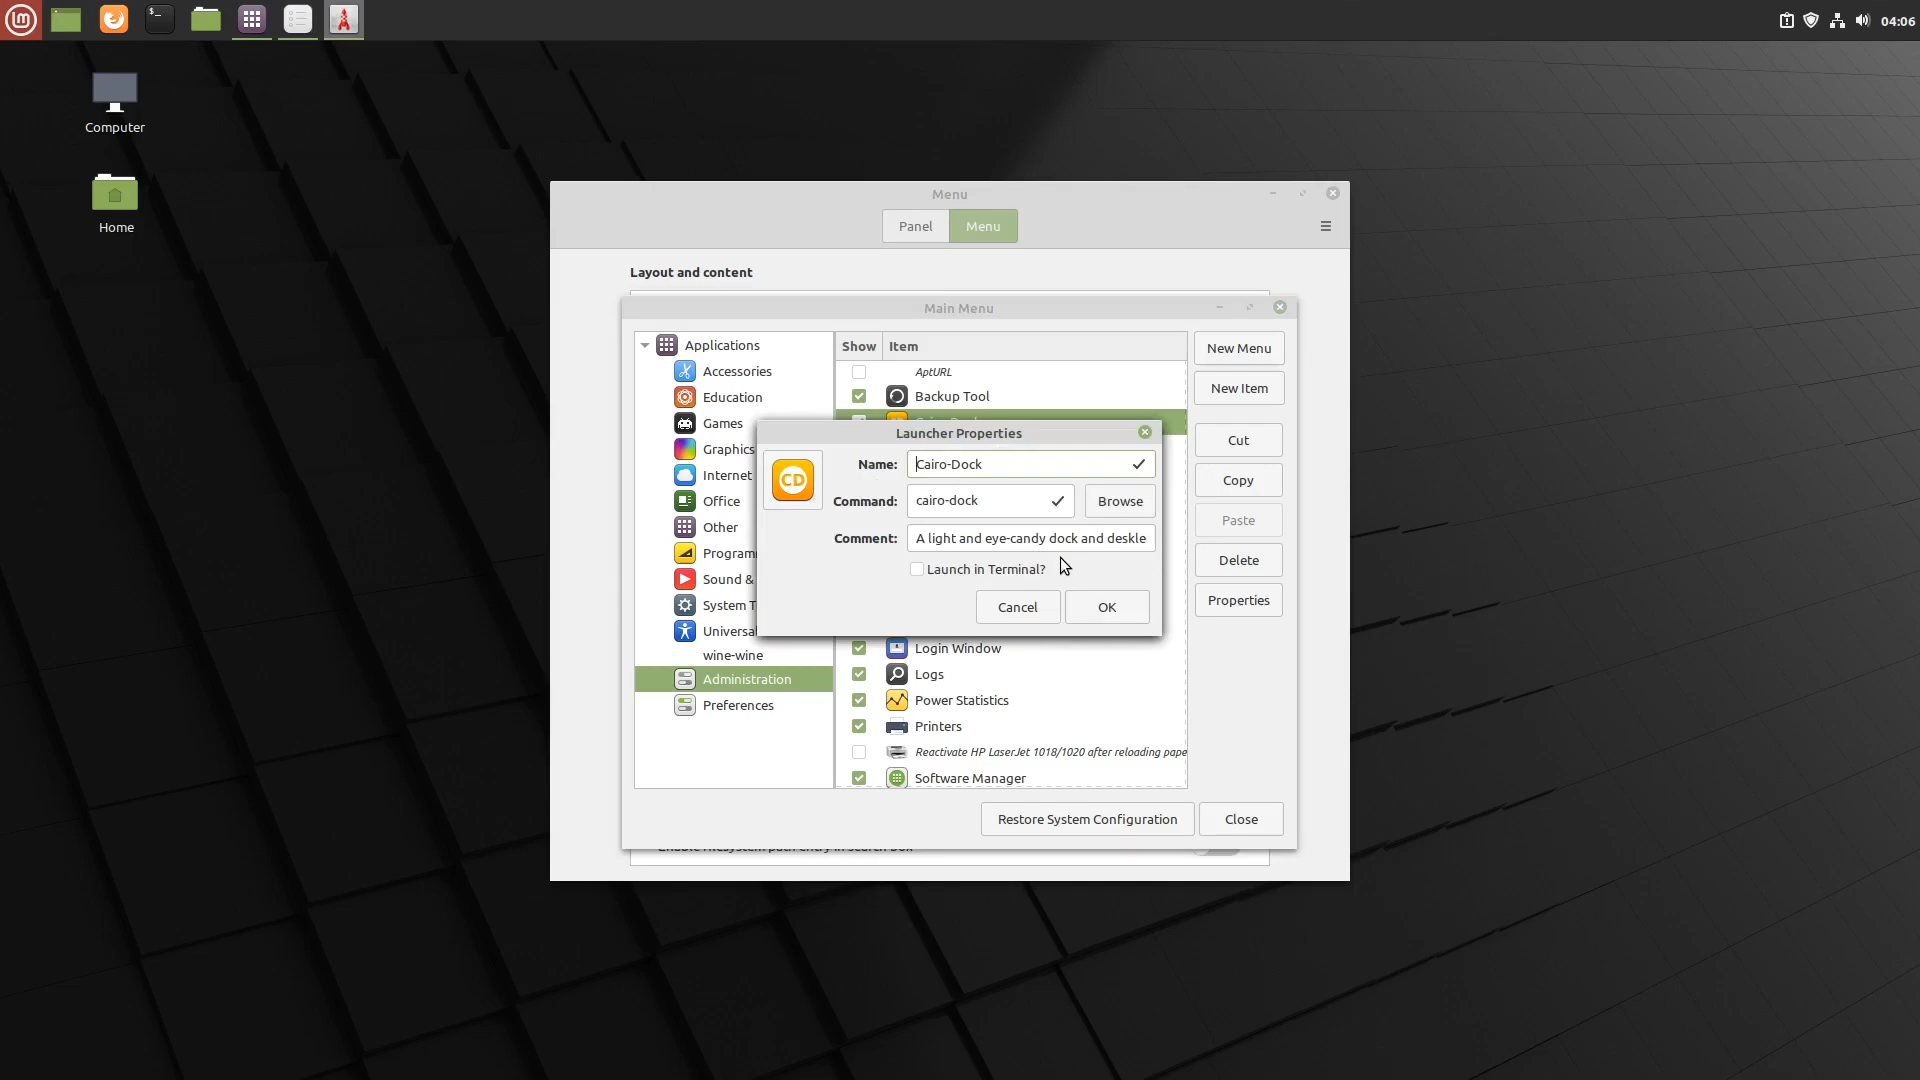 04:06
Computer
Home
Menu
Panel
Menu
Layout and content
Main Menu
Applications
Accessories
Education
Games
Graphics
Internet
Office
Other
Program
Sound &
System T
Universal
wine-wine
Administration
Preferences
Show
Item
AptURL
Backup Tool
Launcher Properties
CD
Name:
Cairo-Dock
Command:
cairo-dock
Browse
Comment:
A light and eye-candy dock and deskle
Launch in Terminal?
Cancel
OK
Login Window
Logs
Power Statistics
Printers
Reactivate HP LaserJet 1018/1020 after reloading pape
Software Manager
New Menu
New Item
Cut
Copy
Paste
Delete
Properties
Restore System Configuration
Close